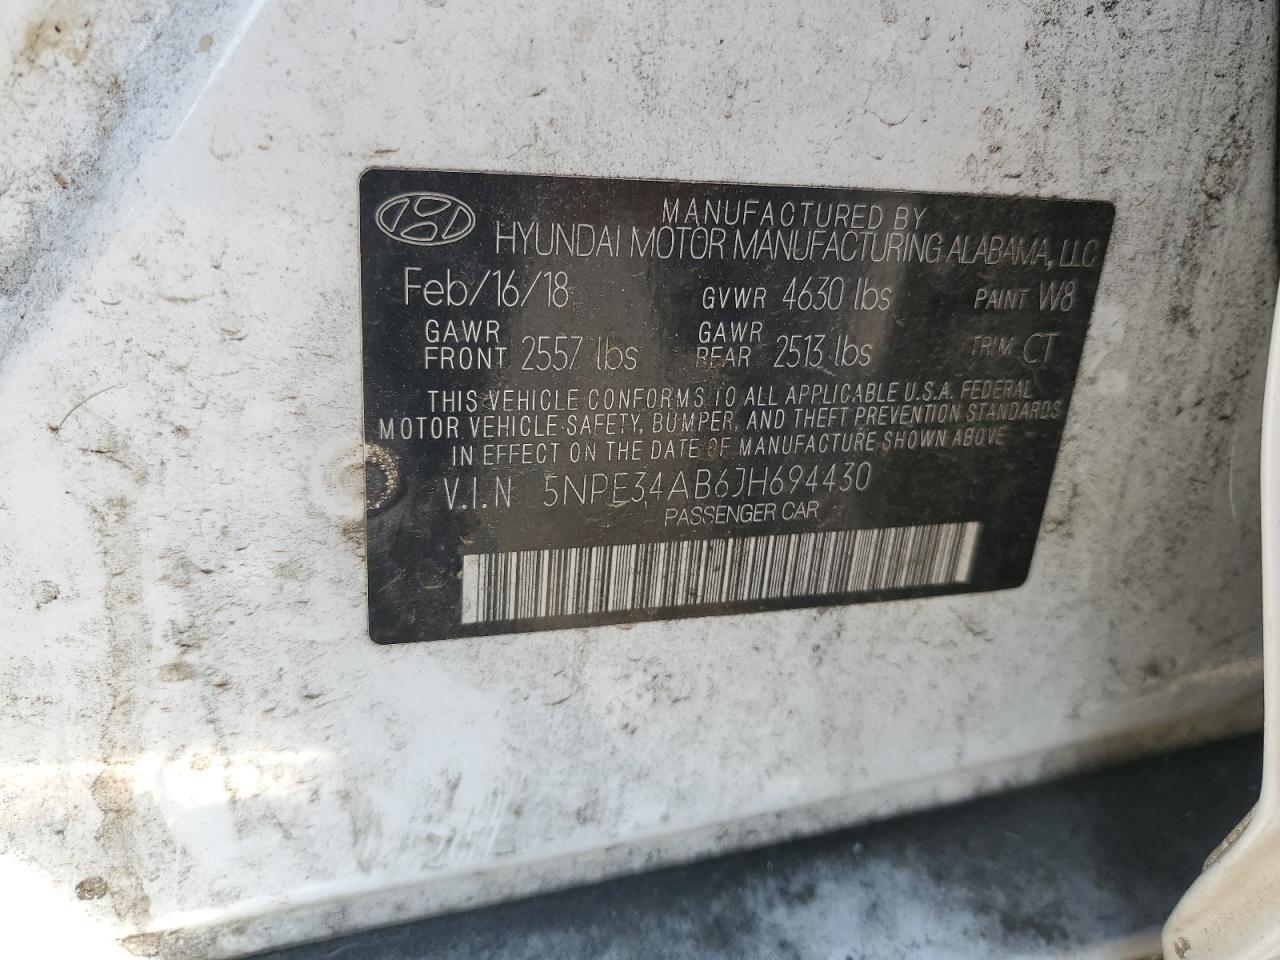 MANUFACTURED BY
HYUNDAI MOTOR MANUFACTURING ALABAMA, LLC
Feb/16/18 GVWR 4630 lbs PAINT W8
GAWR FRONT 2557 lbs GAWR REAR 2513 lbs TRIM CT
THIS VEHICLE CONFORMS TO ALL APPLICABLE U.S.A. FEDERAL
MOTOR VEHICLE SAFETY, BUMPER, AND THEFT PREVENTION STANDARDS
IN EFFECT ON THE DATE OF MANUFACTURE SHOWN ABOVE
V.I.N 5NPE34AB6JH694430
PASSENGER CAR